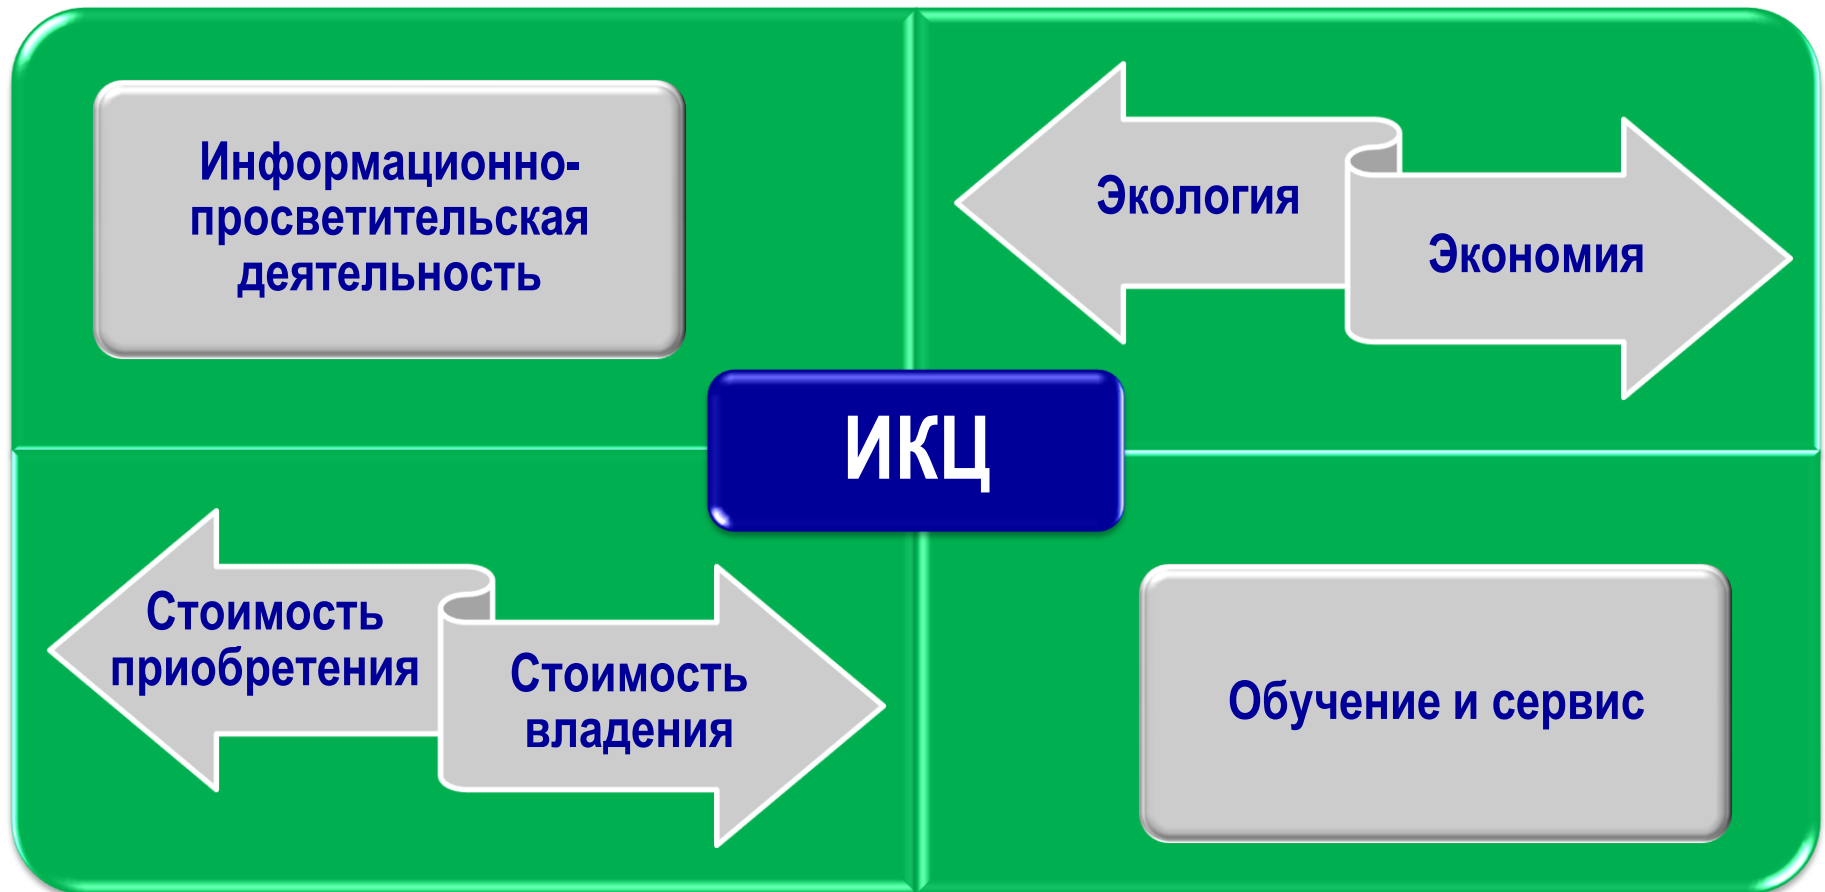 Информационно-
просветительская
деятельность
Экология
Экономия
ИКЦ
Стоимость
приобретения
Стоимость
владения
Обучение и сервис